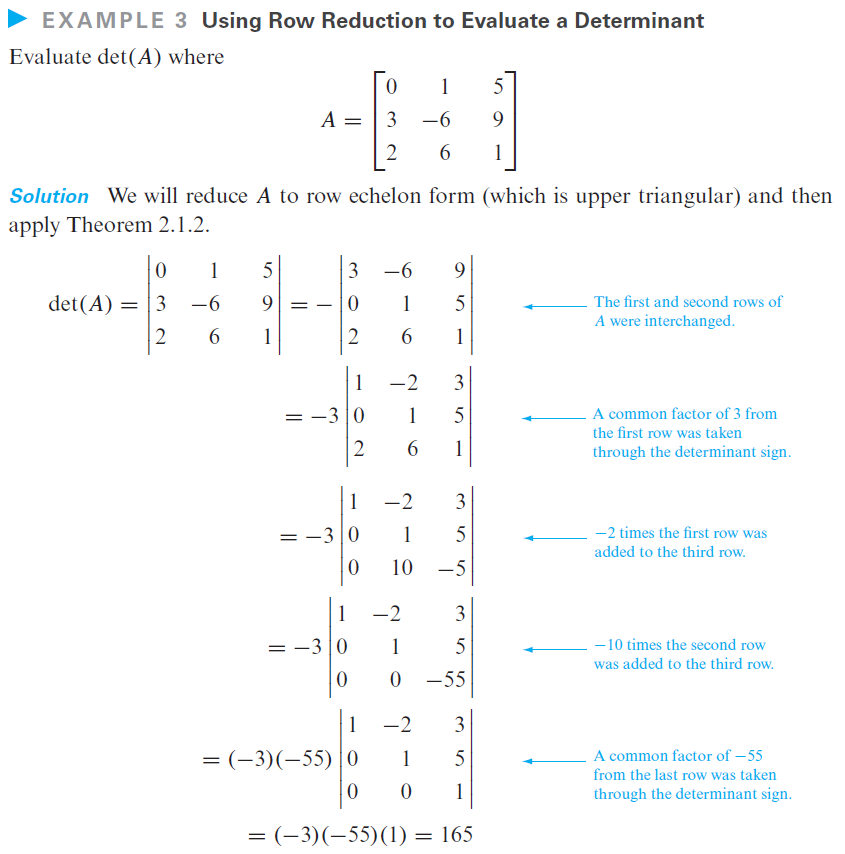 ▶ EXAMPLE 3 Using Row Reduction to Evaluate a Determinant
Evaluate det(A) where
A = [0 1 5
3 −6 9
2 6 1]
Solution We will reduce A to row echelon form (which is upper triangular) and then
apply Theorem 2.1.2.
det(A) = |0 1 5
3 −6 9
2 6 1| = − |3 −6 9
0 1 5
2 6 1|
The first and second rows of
A were interchanged.
= −3 |1 −2 3
0 1 5
2 6 1|
A common factor of 3 from
the first row was taken
through the determinant sign.
= −3 |1 −2 3
0 1 5
0 10 −5|
−2 times the first row was
added to the third row.
= −3 |1 −2 3
0 1 5
0 0 −55|
−10 times the second row
was added to the third row.
= (−3)(−55) |1 −2 3
0 1 5
0 0 1|
A common factor of −55
from the last row was taken
through the determinant sign.
= (−3)(−55)(1) = 165